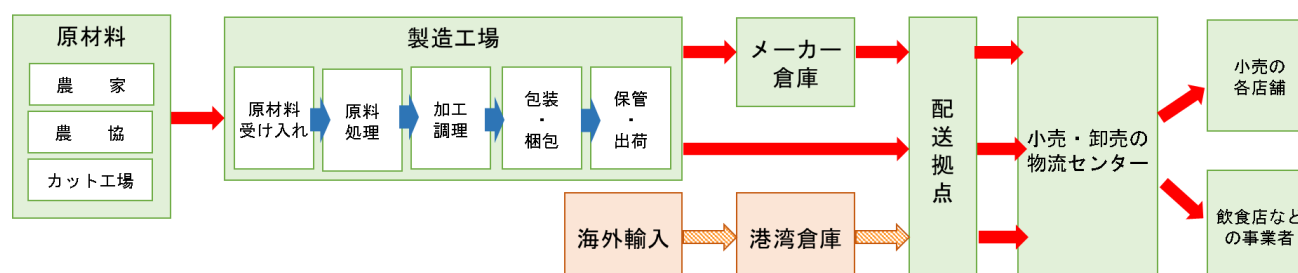 原材料
農　　家
農　　協
カット工場
製造工場
原材料
受け入れ
原料
処理
加工
調理
包装
・
梱包
保管
・
出荷
メーカー
倉庫
海外輸入
港湾倉庫
配
送
拠
点
小売・卸売の
物流センター
小売の
各店舗
飲食店など
の事業者